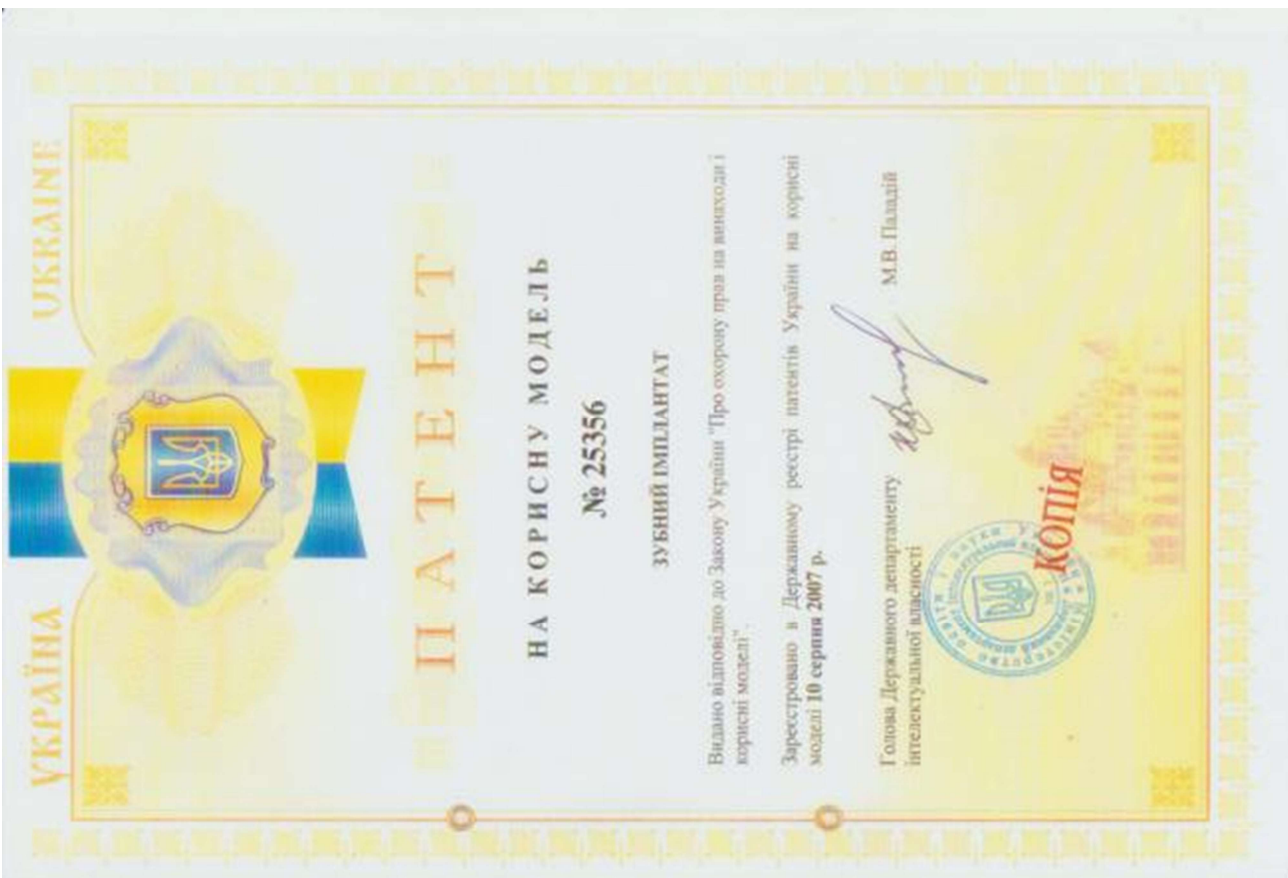 УКРАЇНА
UKRAINE
ПАТЕНТ
НА КОРИСНУ МОДЕЛЬ
№ 25356
ЗУБНИЙ ІМПЛАНТАТ
Видано відповідно до Закону України "Про охорону прав на винаходи і
корисні моделі".
Зареєстровано в Державному реєстрі патентів України на корисні
моделі 10 серпня 2007 р.
Голова Державного департаменту
інтелектуальної власності
М.В. Паладій
КОПІЯ